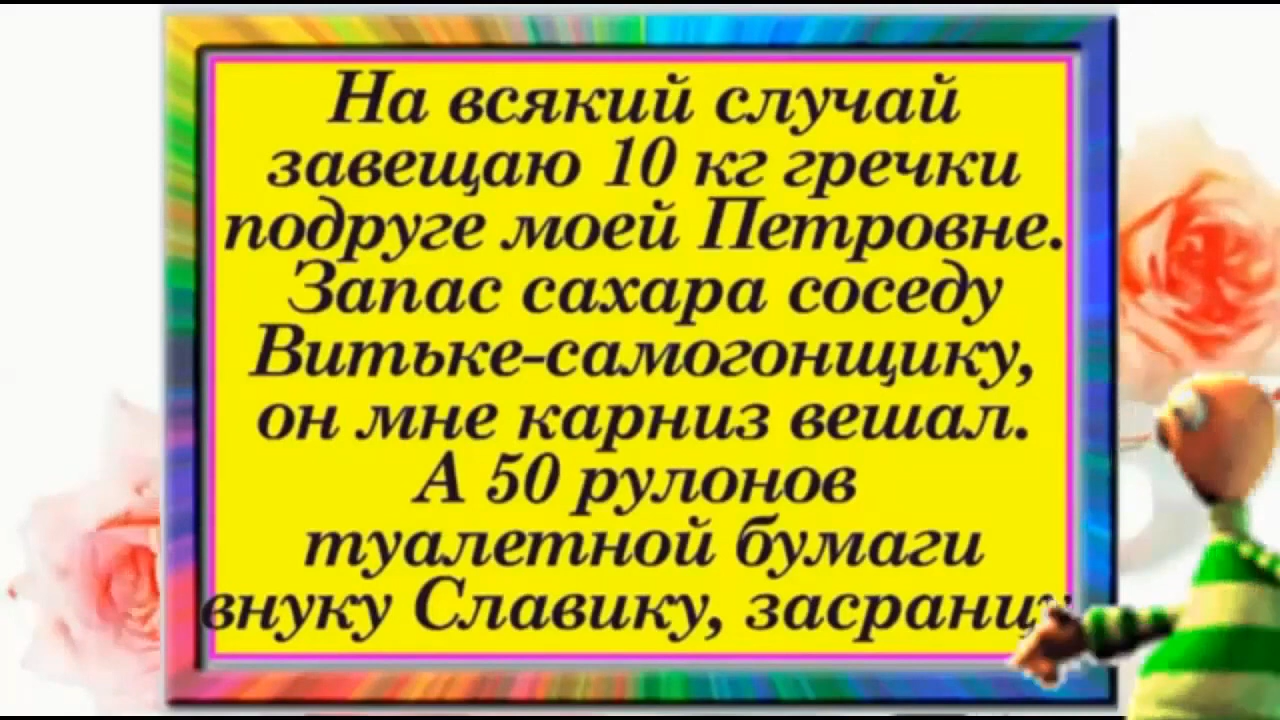 На всякий случай
завещаю 10 кг гречки
подруге моей Петровне.
Запас сахара соседу
Витьке-самогонщику,
он мне карниз вешал.
А 50 рулонов
туалетной бумаги
внуку Славику, засранцу.